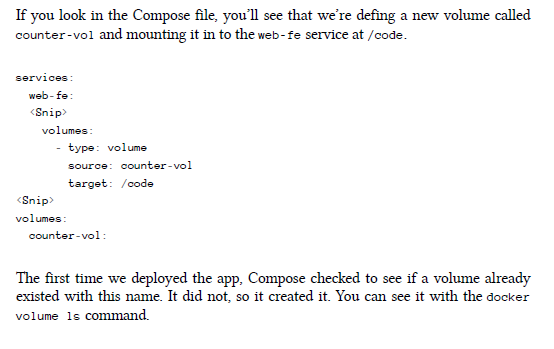 If you look in the Compose file, you'll see that we're defing a new volume called
counter-vol and mounting it in to the web-fe service at /code.
services:
  web-fe:
  <Snip>
    volumes:
      - type: volume
        source: counter-vol
        target: /code
<Snip>
volumes:
  counter-vol:
The first time we deployed the app, Compose checked to see if a volume already
existed with this name. It did not, so it created it. You can see it with the docker
volume ls command.